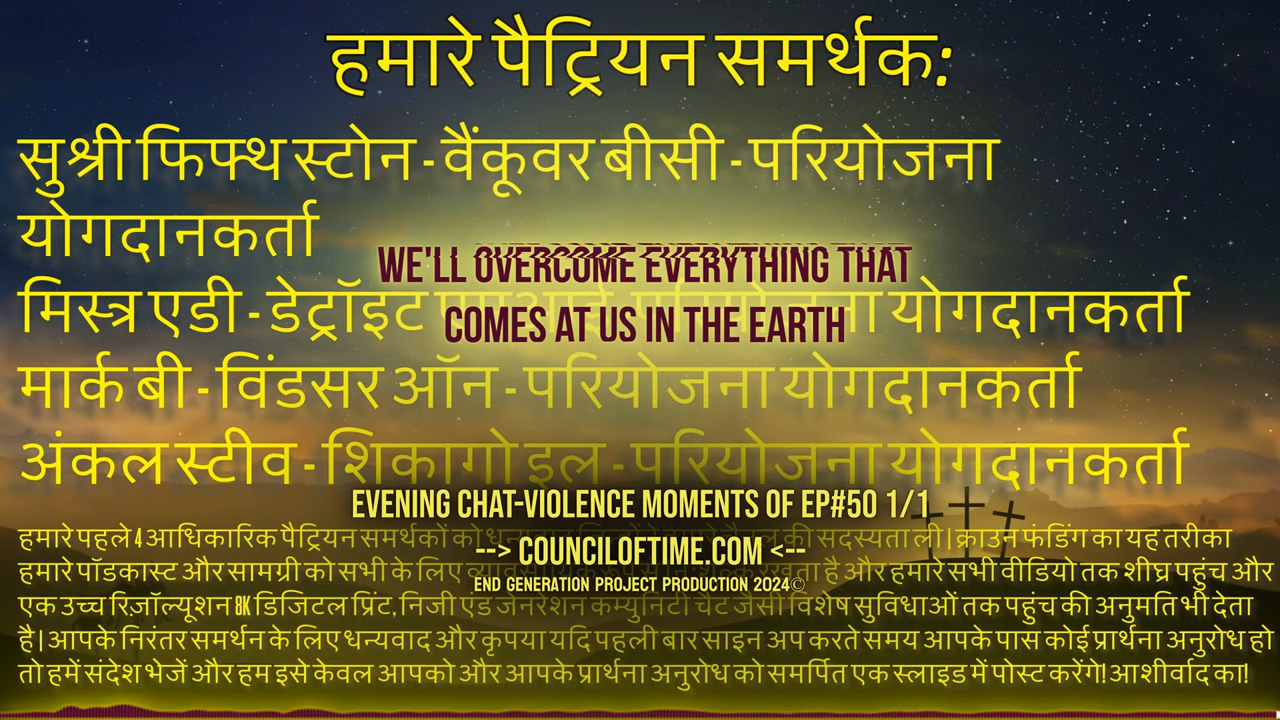 हमारे पैट्रियन समर्थक:
सुश्री फिफ्थ स्टोन - वैंकूवर बीसी - परियोजना
योगदानकर्ता
WE'LL OVERCOME EVERYTHING THAT
मिस्त्र एडी - डेट्रॉइट योगदानकर्ता
COMES AT US IN THE EARTH
मार्क बी - विंडसर ऑन - परियोजना योगदानकर्ता
अंकल स्टीव - शिकागो इल - परियोजना योगदानकर्ता
EVENING CHAT-VIOLENCE MOMENTS OF EP#50 1/1
हमारे पहले 4 आधिकारिक पैट्रियन समर्थकों को की सदस्यता ली। क्राउन फंडिंग का यह तरीका
--> COUNCILOFTIME.COM <--
हमारे पॉडकास्ट और सामग्री को सभी के लिए रखता है और हमारे सभी वीडियो तक शीघ्र पहुंच और
END GENERATION PROJECT PRODUCTION 2024©
एक उच्च रिज़ॉल्यूशन 8K डिजिटल प्रिंट, निजी एंड जनरेशन कम्युनिटी चैट जैसी विशेष सुविधाओं तक पहुंच की अनुमति भी देता
है। आपके निरंतर समर्थन के लिए धन्यवाद और कृपया यदि पहली बार साइन अप करते समय आपके पास कोई प्रार्थना अनुरोध हो
तो हमें संदेश भेजें और हम इसे केवल आपको और आपके प्रार्थना अनुरोध को समर्पित एक स्लाइड में पोस्ट करेंगे! आशीर्वाद का!